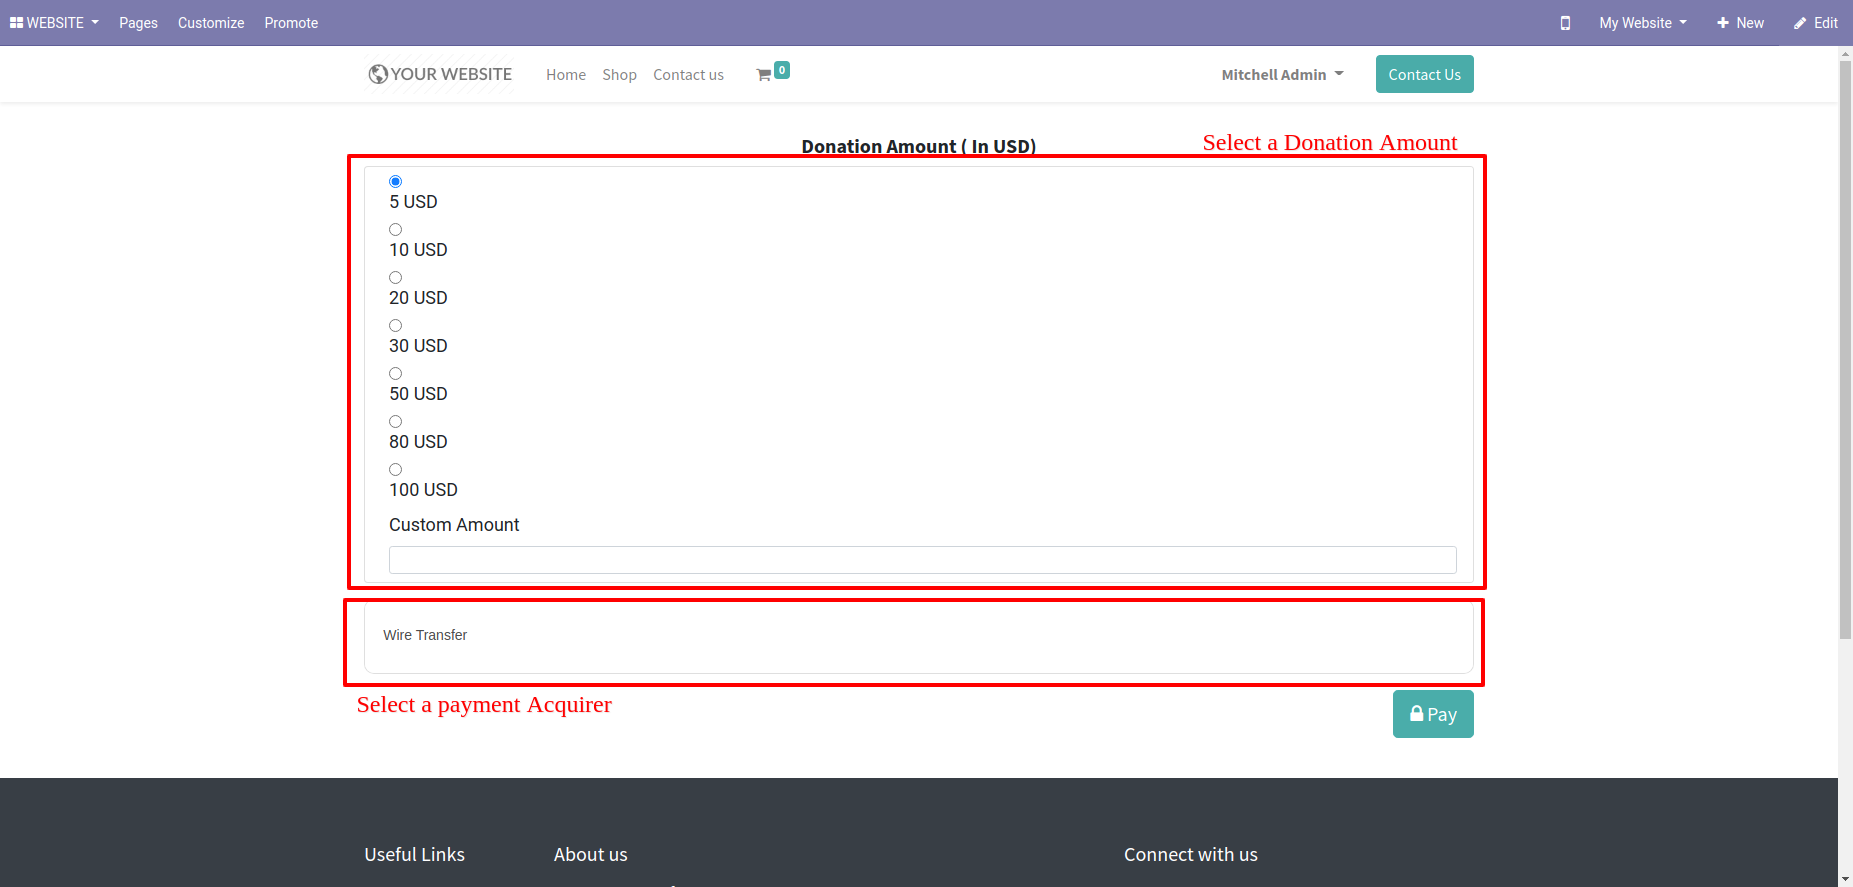 WEBSITE Pages Customize Promote My Website New Edit
YOUR WEBSITE Home Shop Contact us 0 Mitchell Admin Contact Us
Donation Amount ( In USD) Select a Donation Amount
5 USD
10 USD
20 USD
30 USD
50 USD
80 USD
100 USD
Custom Amount
Wire Transfer
Select a payment Acquirer
Pay
Useful Links About us Connect with us